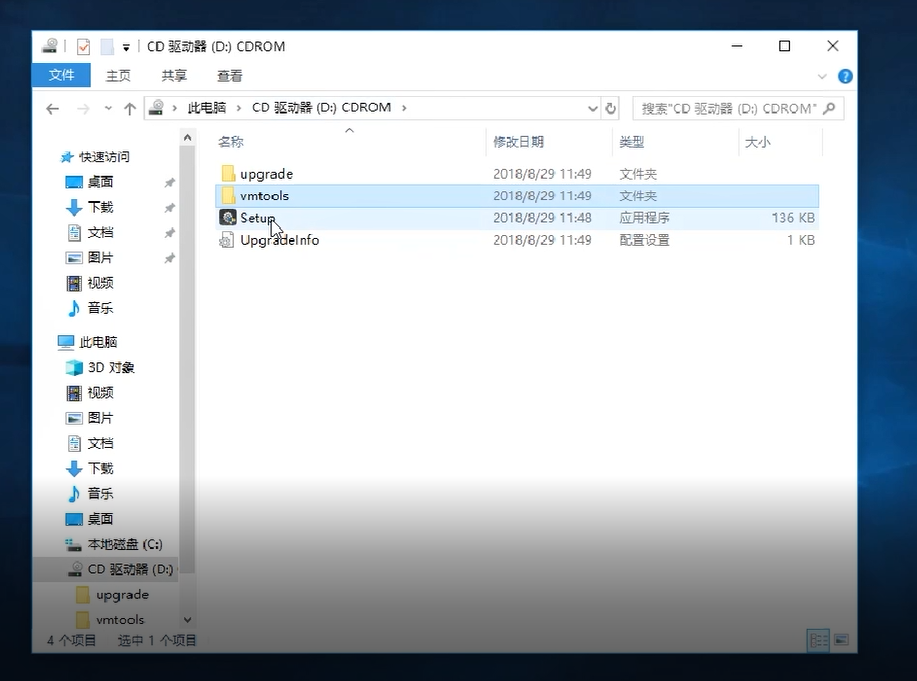 CD 驱动器 (D:) CDROM
文件 主页 共享 查看
此电脑 CD 驱动器 (D:) CDROM 搜索"CD 驱动器 (D:) CDROM"
名称 修改日期 类型 大小
upgrade 2018/8/29 11:49 文件夹
vmtools 2018/8/29 11:49 文件夹
Setup 2018/8/29 11:48 应用程序 136 KB
UpgradeInfo 2018/8/29 11:49 配置设置 1 KB
快速访问
桌面
下载
文档
图片
视频
音乐
此电脑
3D 对象
视频
图片
文档
下载
音乐
桌面
本地磁盘 (C:)
CD 驱动器 (D:)
upgrade
vmtools
4 个项目 选中 1 个项目